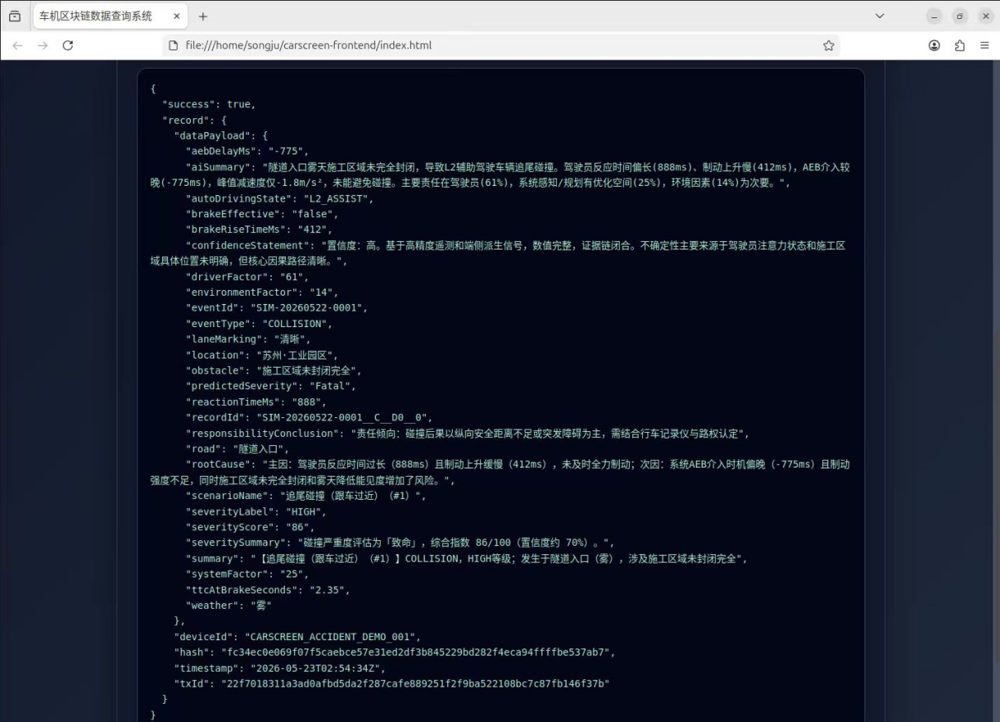 车机区块链数据查询系统
file:///home/songju/carscreen-frontend/index.html
{
"success": true,
"record": {
"dataPayload": {
"aebDelayMs": "-775",
"aiSummary": "隧道入口雾天施工区域未完全封闭，导致L2辅助驾驶车辆追尾碰撞。驾驶员反应时间偏长(888ms)、制动上升慢(412ms)，AEB介入较
晚(-775ms)，峰值减速度仅-1.8m/s²，未能避免碰撞。主要责任在驾驶员(61%)，系统感知/规划有优化空间(25%)，环境因素(14%)为次要。",
"autoDrivingState": "L2_ASSIST",
"brakeEffective": "false",
"brakeRiseTimeMs": "412",
"confidenceStatement": "置信度：高。基于高精度遥测和端侧派生信号，数值完整，证据链闭合。不确定性主要来源于驾驶员注意力状态和施工区
域具体位置未明确，但核心因果路径清晰。",
"driverFactor": "61",
"environmentFactor": "14",
"eventId": "SIM-20260522-0001",
"eventType": "COLLISION",
"laneMarking": "清晰",
"location": "苏州·工业园区",
"obstacle": "施工区域未封闭完全",
"predictedSeverity": "Fatal",
"reactionTimeMs": "888",
"recordId": "SIM-20260522-0001__C__D0__0",
"responsibilityConclusion": "责任倾向：碰撞后果以纵向安全距离不足或突发障碍为主，需结合行车记录仪与路权认定",
"road": "隧道入口",
"rootCause": "主因：驾驶员反应时间过长（888ms）且制动上升缓慢（412ms），未及时全力制动；次因：系统AEB介入时机偏晚（-775ms）且制动
强度不足，同时施工区域未完全封闭和雾天降低能见度增加了风险。",
"scenarioName": "追尾碰撞（跟车过近）（#1）",
"severityLabel": "HIGH",
"severityScore": "86",
"severitySummary": "碰撞严重度评估为「致命」，综合指数 86/100（置信度约 70%）。",
"summary": "【追尾碰撞（跟车过近）（#1）】COLLISION，HIGH等级；发生于隧道入口（雾），涉及施工区域未封闭完全",
"systemFactor": "25",
"ttcAtBrakeSeconds": "2.35",
"weather": "雾"
},
"deviceId": "CARSCREEN_ACCIDENT_DEMO_001",
"hash": "fc34ec0e069f07f5caebce57e31ed2df3b845229bd282f4eca94ffffbe537ab7",
"timestamp": "2026-05-23T02:54:34Z",
"txId": "22f7018311a3ad0afbd5da2f287cafe889251f2f9ba522108bc7c87fb146f37b"
}
}